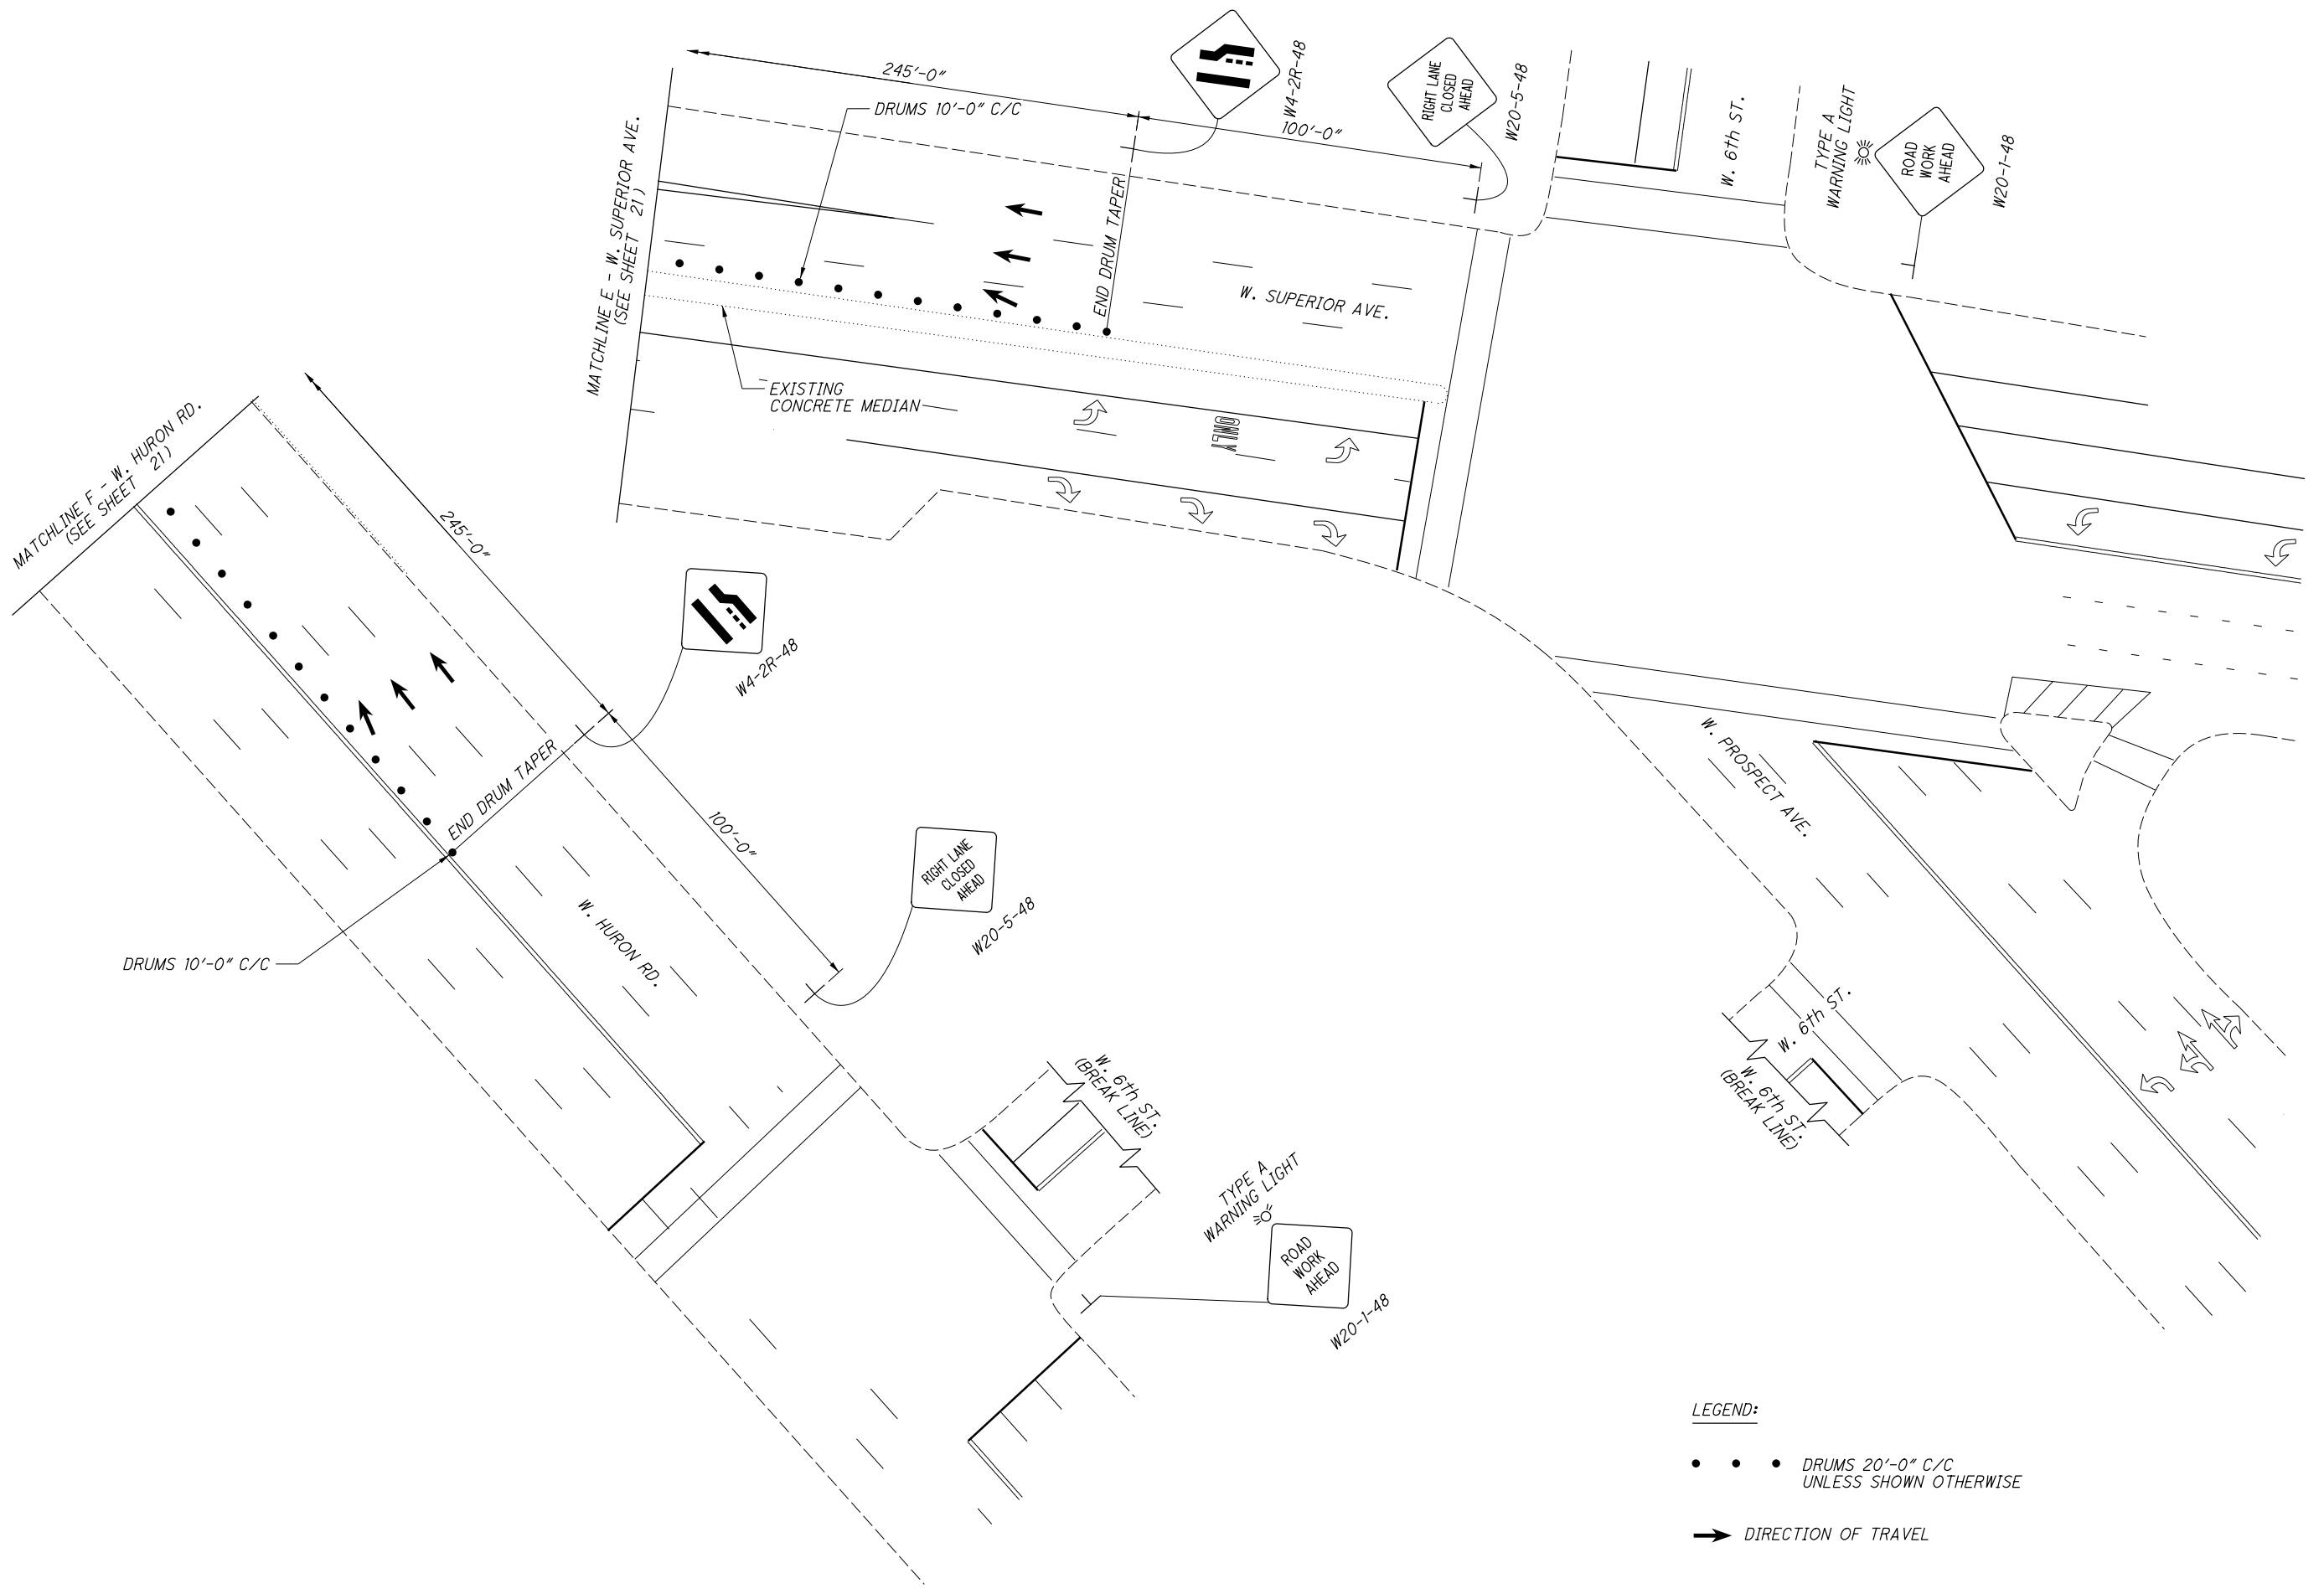 245'-0"
DRUMS 10'-0" C/C
W4-2R-48
100'-0"
RIGHT LANE
CLOSED
AHEAD
W20-5-48
W. 6th ST.
TYPE A
WARNING LIGHT
ROAD
WORK
AHEAD
W20-1-48
MATCHLINE E - W. SUPERIOR AVE.
(SEE SHEET 21)
END DRUM TAPER
W. SUPERIOR AVE.
EXISTING
CONCRETE MEDIAN
ONLY
MATCHLINE F - W. HURON RD.
(SEE SHEET 21)
245'-0"
W4-2R-48
END DRUM TAPER
100'-0"
RIGHT LANE
CLOSED
AHEAD
W20-5-48
W. HURON RD.
DRUMS 10'-0" C/C
W. PROSPECT AVE.
W. 6th ST.
W. 6th ST.
(BREAK LINE)
W. 6th ST.
(BREAK LINE)
TYPE A
WARNING LIGHT
ROAD
WORK
AHEAD
W20-1-48
LEGEND:
DRUMS 20'-0" C/C
UNLESS SHOWN OTHERWISE
DIRECTION OF TRAVEL